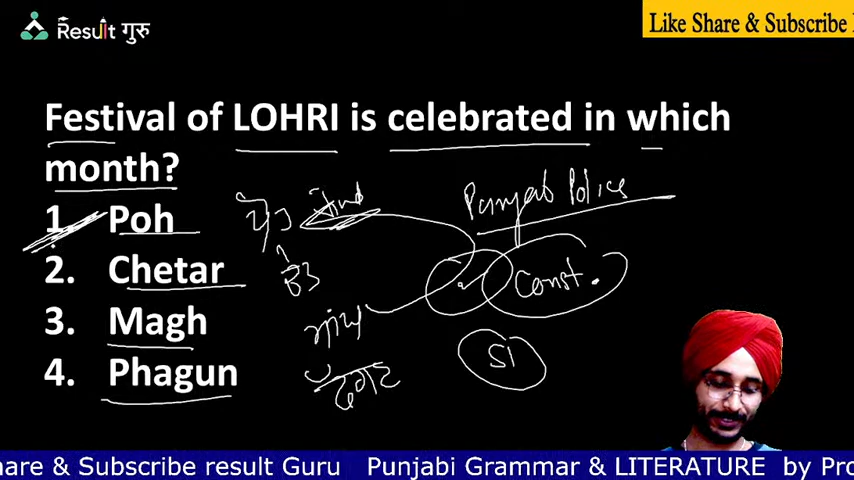 Result गुरु
Like Share & Subscribe
Festival of LOHRI is celebrated in which
month?
1. Poh
2. Chetar
3. Magh
4. Phagun
Punjab Police
Const.
SI
hare & Subscribe result Guru Punjabi Grammar & LITERATURE by Pro